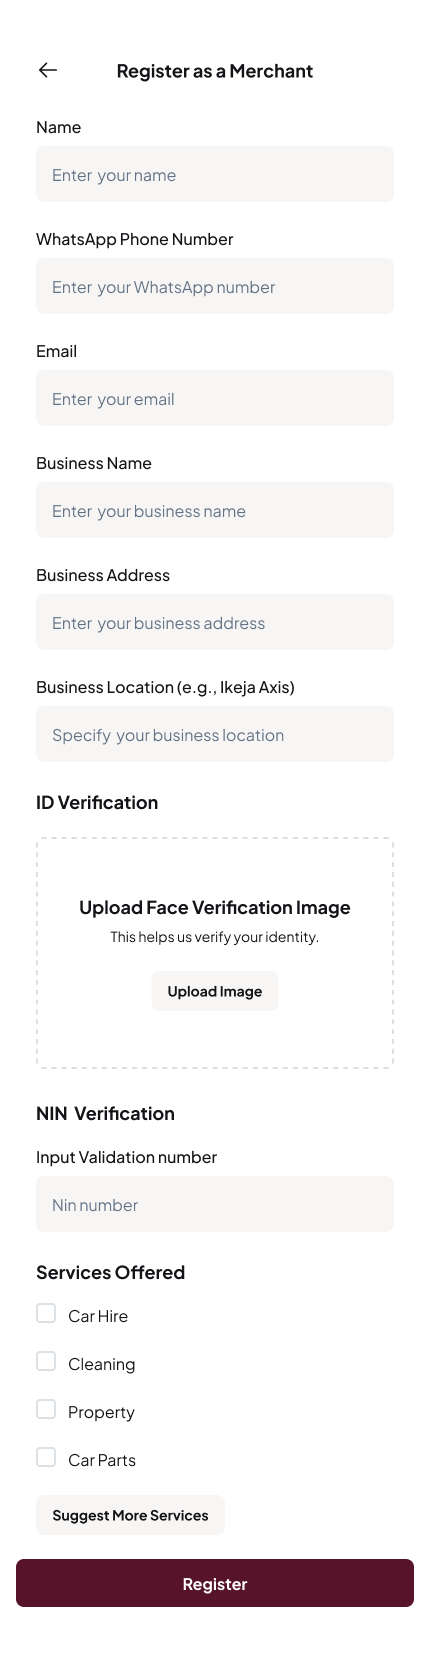 Register as a Merchant
Name
Enter your name
WhatsApp Phone Number
Enter your WhatsApp number
Email
Enter your email
Business Name
Enter your business name
Business Address
Enter your business address
Business Location (e.g., Ikeja Axis)
Specify your business location
ID Verification
Upload Face Verification Image
This helps us verify your identity.
Upload Image
NIN Verification
Input Validation number
Nin number
Services Offered
Car Hire
Cleaning
Property
Car Parts
Suggest More Services
Register